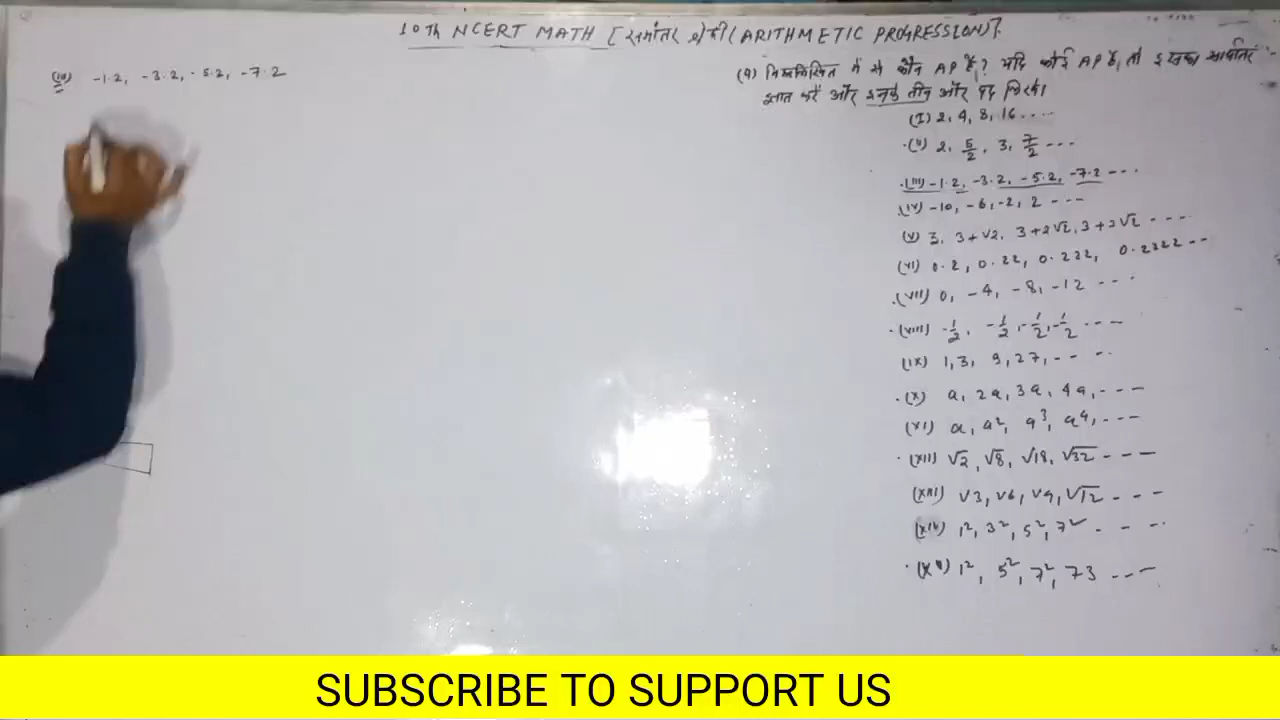 10th NCERT MATH [समांतर श्रेढ़ी (ARITHMETIC PROGRESSION)].
(iii) -1.2, -3.2, -5.2, -7.2
(9) निम्नलिखित में से कौन AP है? यदि कोई AP है, तो इसका सार्वांतर
ज्ञात करें और इनके तीन और पद लिखें।
(I) 2, 4, 8, 16 ....
(ii) 2, 5/2, 3, 7/2 ---
(iii) -1.2, -3.2, -5.2, -7.2 ---
(iv) -10, -6, -2, 2 ---
(v) 3, 3+√2, 3+2√2, 3+3√2 ----
(vi) 0.2, 0.22, 0.222, 0.2222 --
(vii) 0, -4, -8, -12 ---
(viii) -1/2, -1/2, -1/2, -1/2 ---
(ix) 1, 3, 9, 27, -- -
(x) a, 2a, 3a, 4a, ---
(xi) a, a², a³, a⁴, ---
(xii) √2, √8, √18, √32 ---
(xiii) √3, √6, √9, √12 ---
(xiv) 1², 3², 5², 7² - - -
(xv) 1², 5², 7², 73 ---
SUBSCRIBE TO SUPPORT US